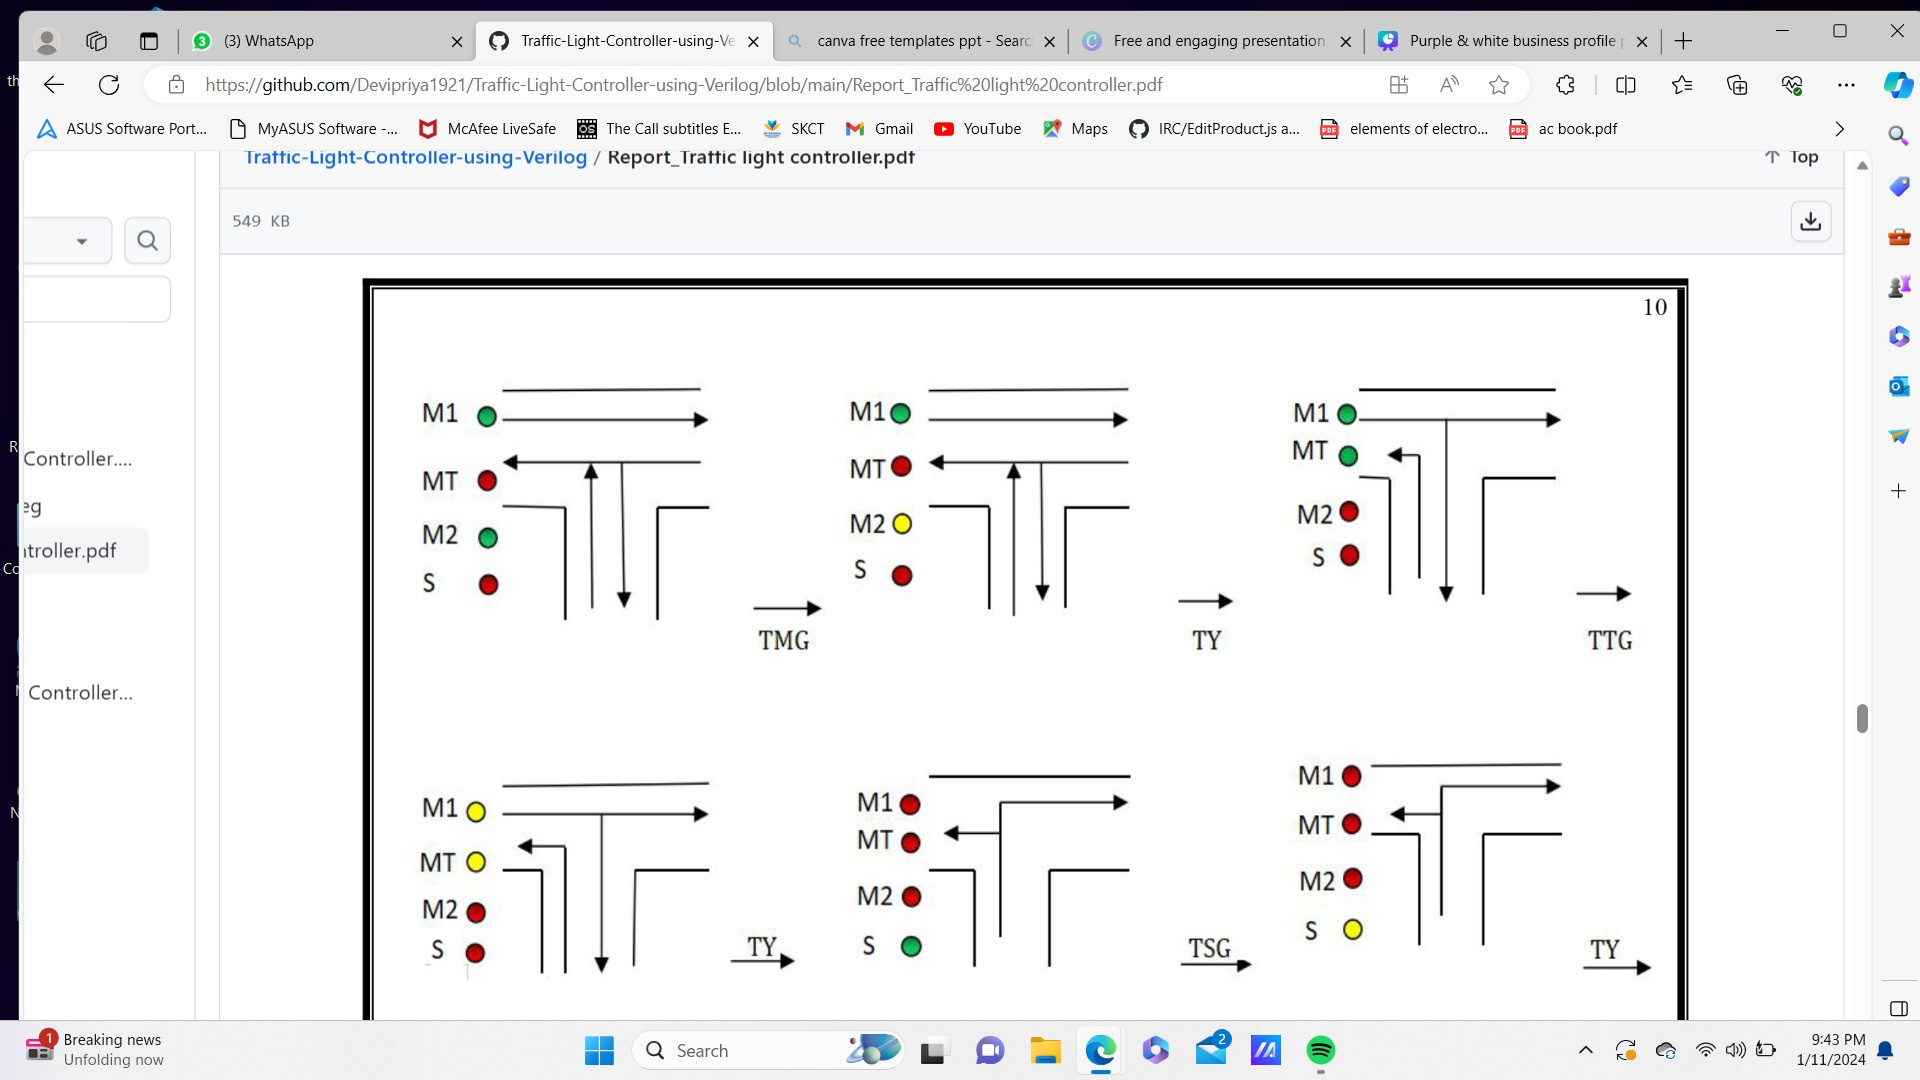 (3) WhatsApp
Traffic-Light-Controller-using-Ve
canva free templates ppt - Searc
Free and engaging presentation
Purple & white business profile p
https://github.com/Devipriya1921/Traffic-Light-Controller-using-Verilog/blob/main/Report_Traffic%20light%20controller.pdf
ASUS Software Port...
MyASUS Software -...
McAfee LiveSafe
The Call subtitles E...
SKCT
Gmail
YouTube
Maps
IRC/EditProduct.js a...
elements of electro...
ac book.pdf
Traffic-Light-Controller-using-Verilog / Report_Traffic light controller.pdf
Top
549 KB
Controller....
eg
ntroller.pdf
Controller...
10
M1
MT
M2
S
TMG
M1
MT
M2
S
TY
M1
MT
M2
S
TTG
M1
MT
M2
S
TY
M1
MT
M2
S
TSG
M1
MT
M2
S
TY
Breaking news
Unfolding now
Search
2
9:43 PM
1/11/2024